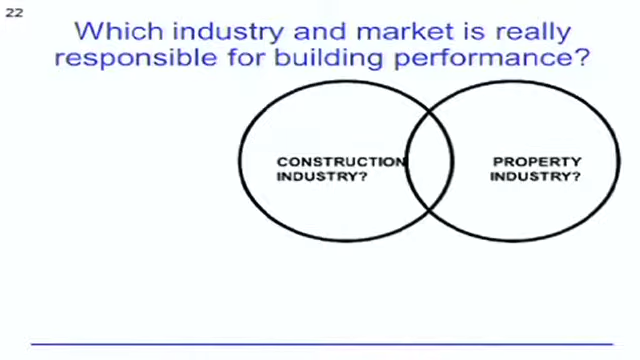 22
Which industry and market is really
responsible for building performance?
CONSTRUCTION
INDUSTRY?
PROPERTY
INDUSTRY?